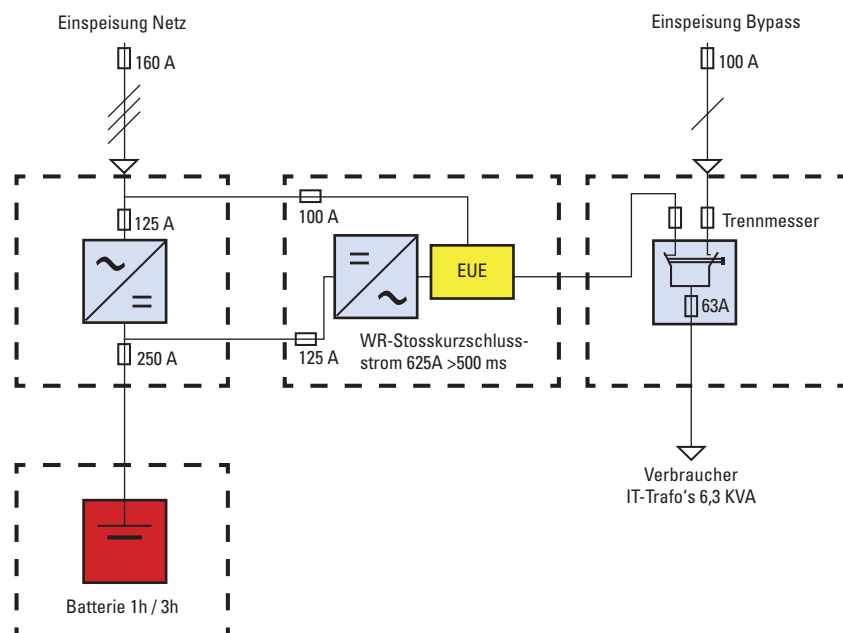 Einspeisung Netz
Einspeisung Bypass
160 A
100 A
125 A
100 A
Trennmesser
EUE
63A
250 A
125 A
WR-Stosskurzschluss-
strom 625A >500 ms
Verbraucher
IT-Trafo‘s 6,3 KVA
Batterie 1h / 3h